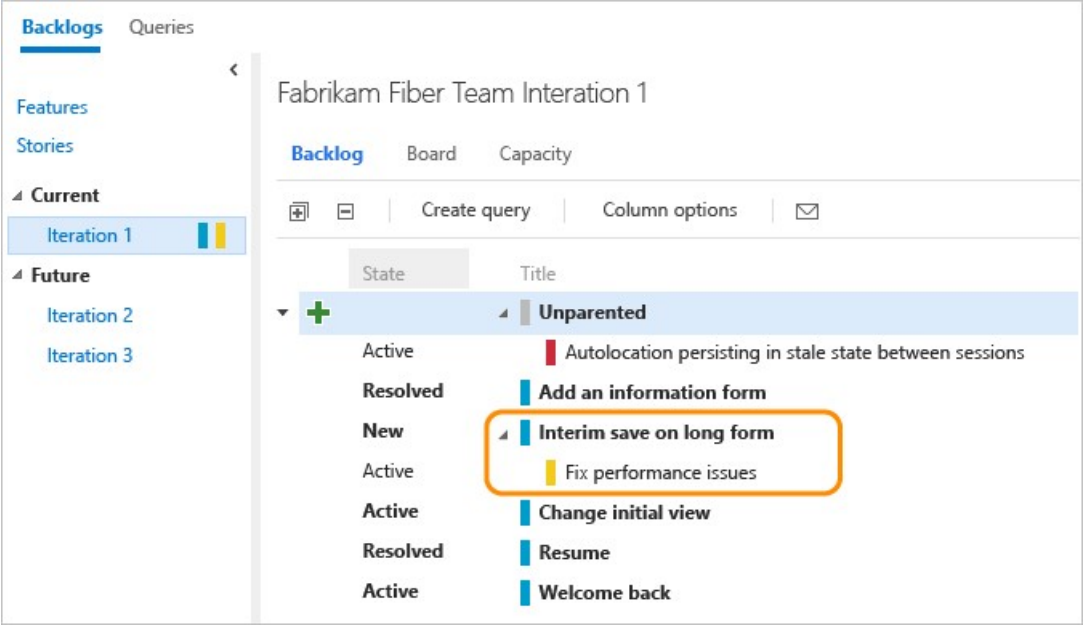 Backlogs Queries
Features
Stories
Current
Iteration 1
Future
Iteration 2
Iteration 3
Fabrikam Fiber Team Interation 1
Backlog Board Capacity
Create query Column options
State Title
Unparented
Active Autolocation persisting in stale state between sessions
Resolved Add an information form
New Interim save on long form
Active Fix performance issues
Active Change initial view
Resolved Resume
Active Welcome back